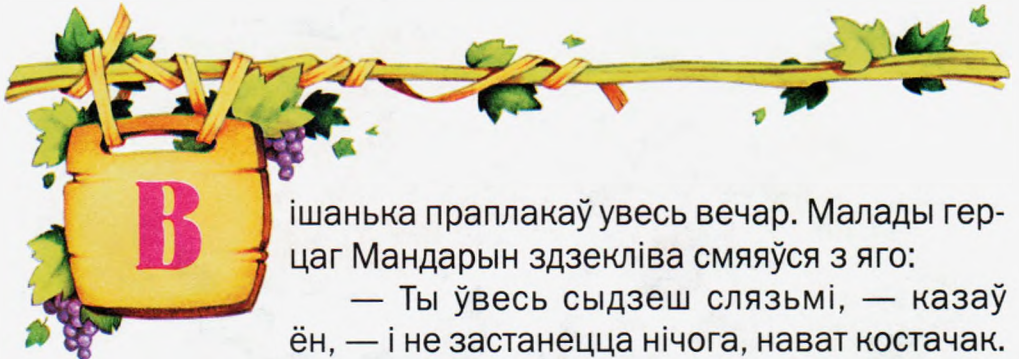 Вішанька праплакаў увесь вечар. Малады гер-
цаг Мандарын здзекліва смяяўся з яго:
— Ты ўвесь сыдзеш слязьмі, — казаў
ён, — і не застанецца нічога, нават костачак.